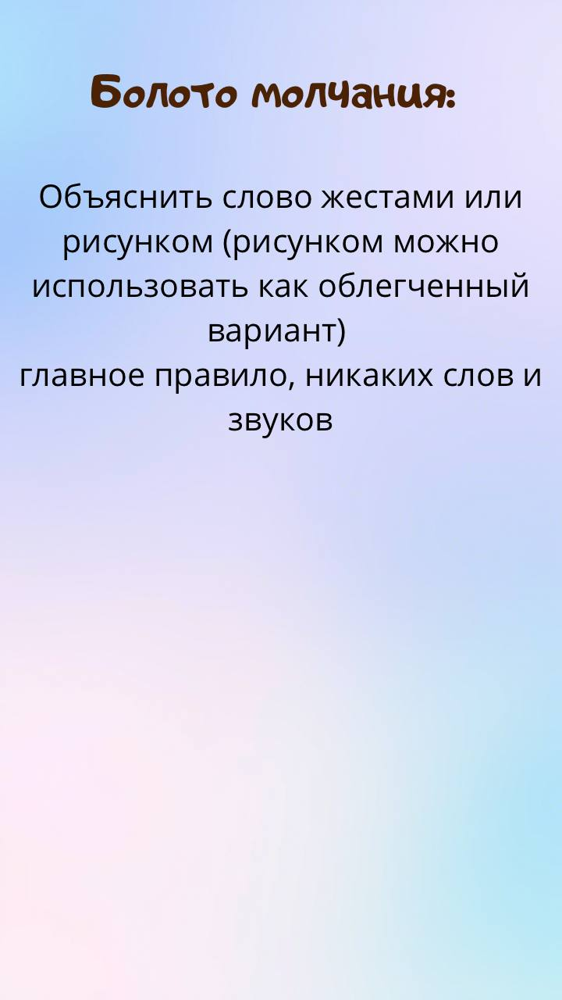 Болото молчания:
Объяснить слово жестами или
рисунком (рисунком можно
использовать как облегченный
вариант)
главное правило, никаких слов и
звуков